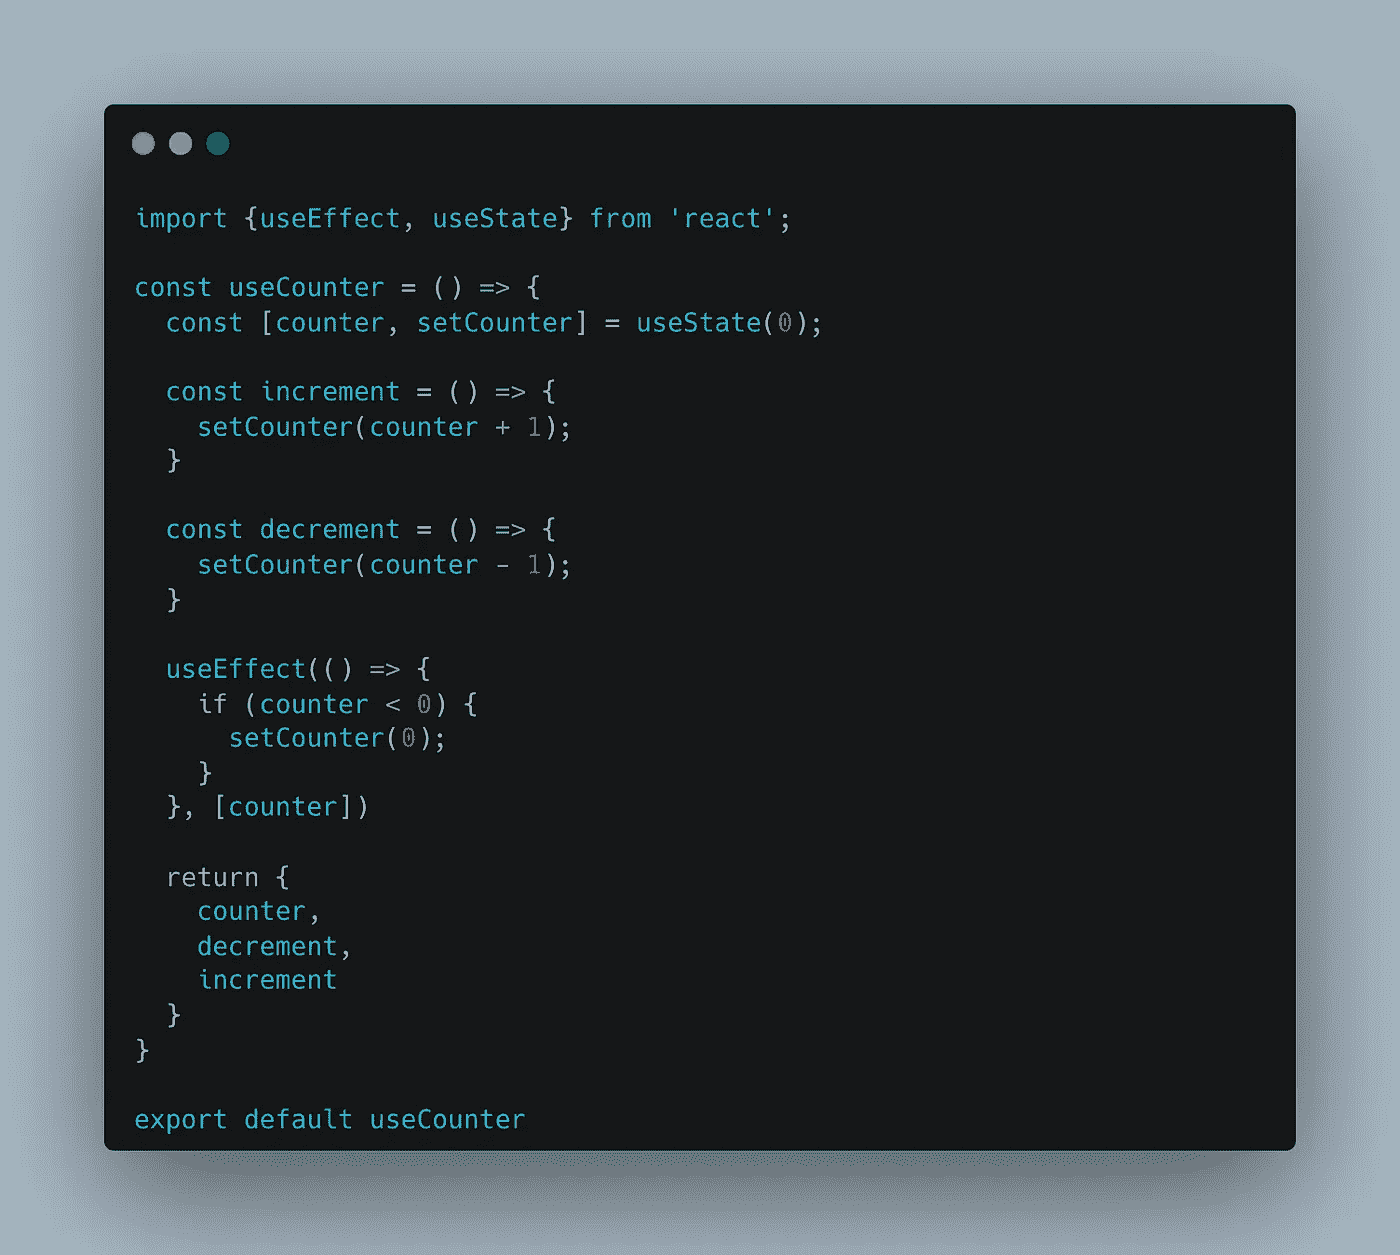 import {useEffect, useState} from 'react';

const useCounter = () => {
  const [counter, setCounter] = useState(0);

  const increment = () => {
    setCounter(counter + 1);
  }

  const decrement = () => {
    setCounter(counter - 1);
  }

  useEffect(() => {
    if (counter < 0) {
      setCounter(0);
    }
  }, [counter])

  return {
    counter,
    decrement,
    increment
  }
}

export default useCounter